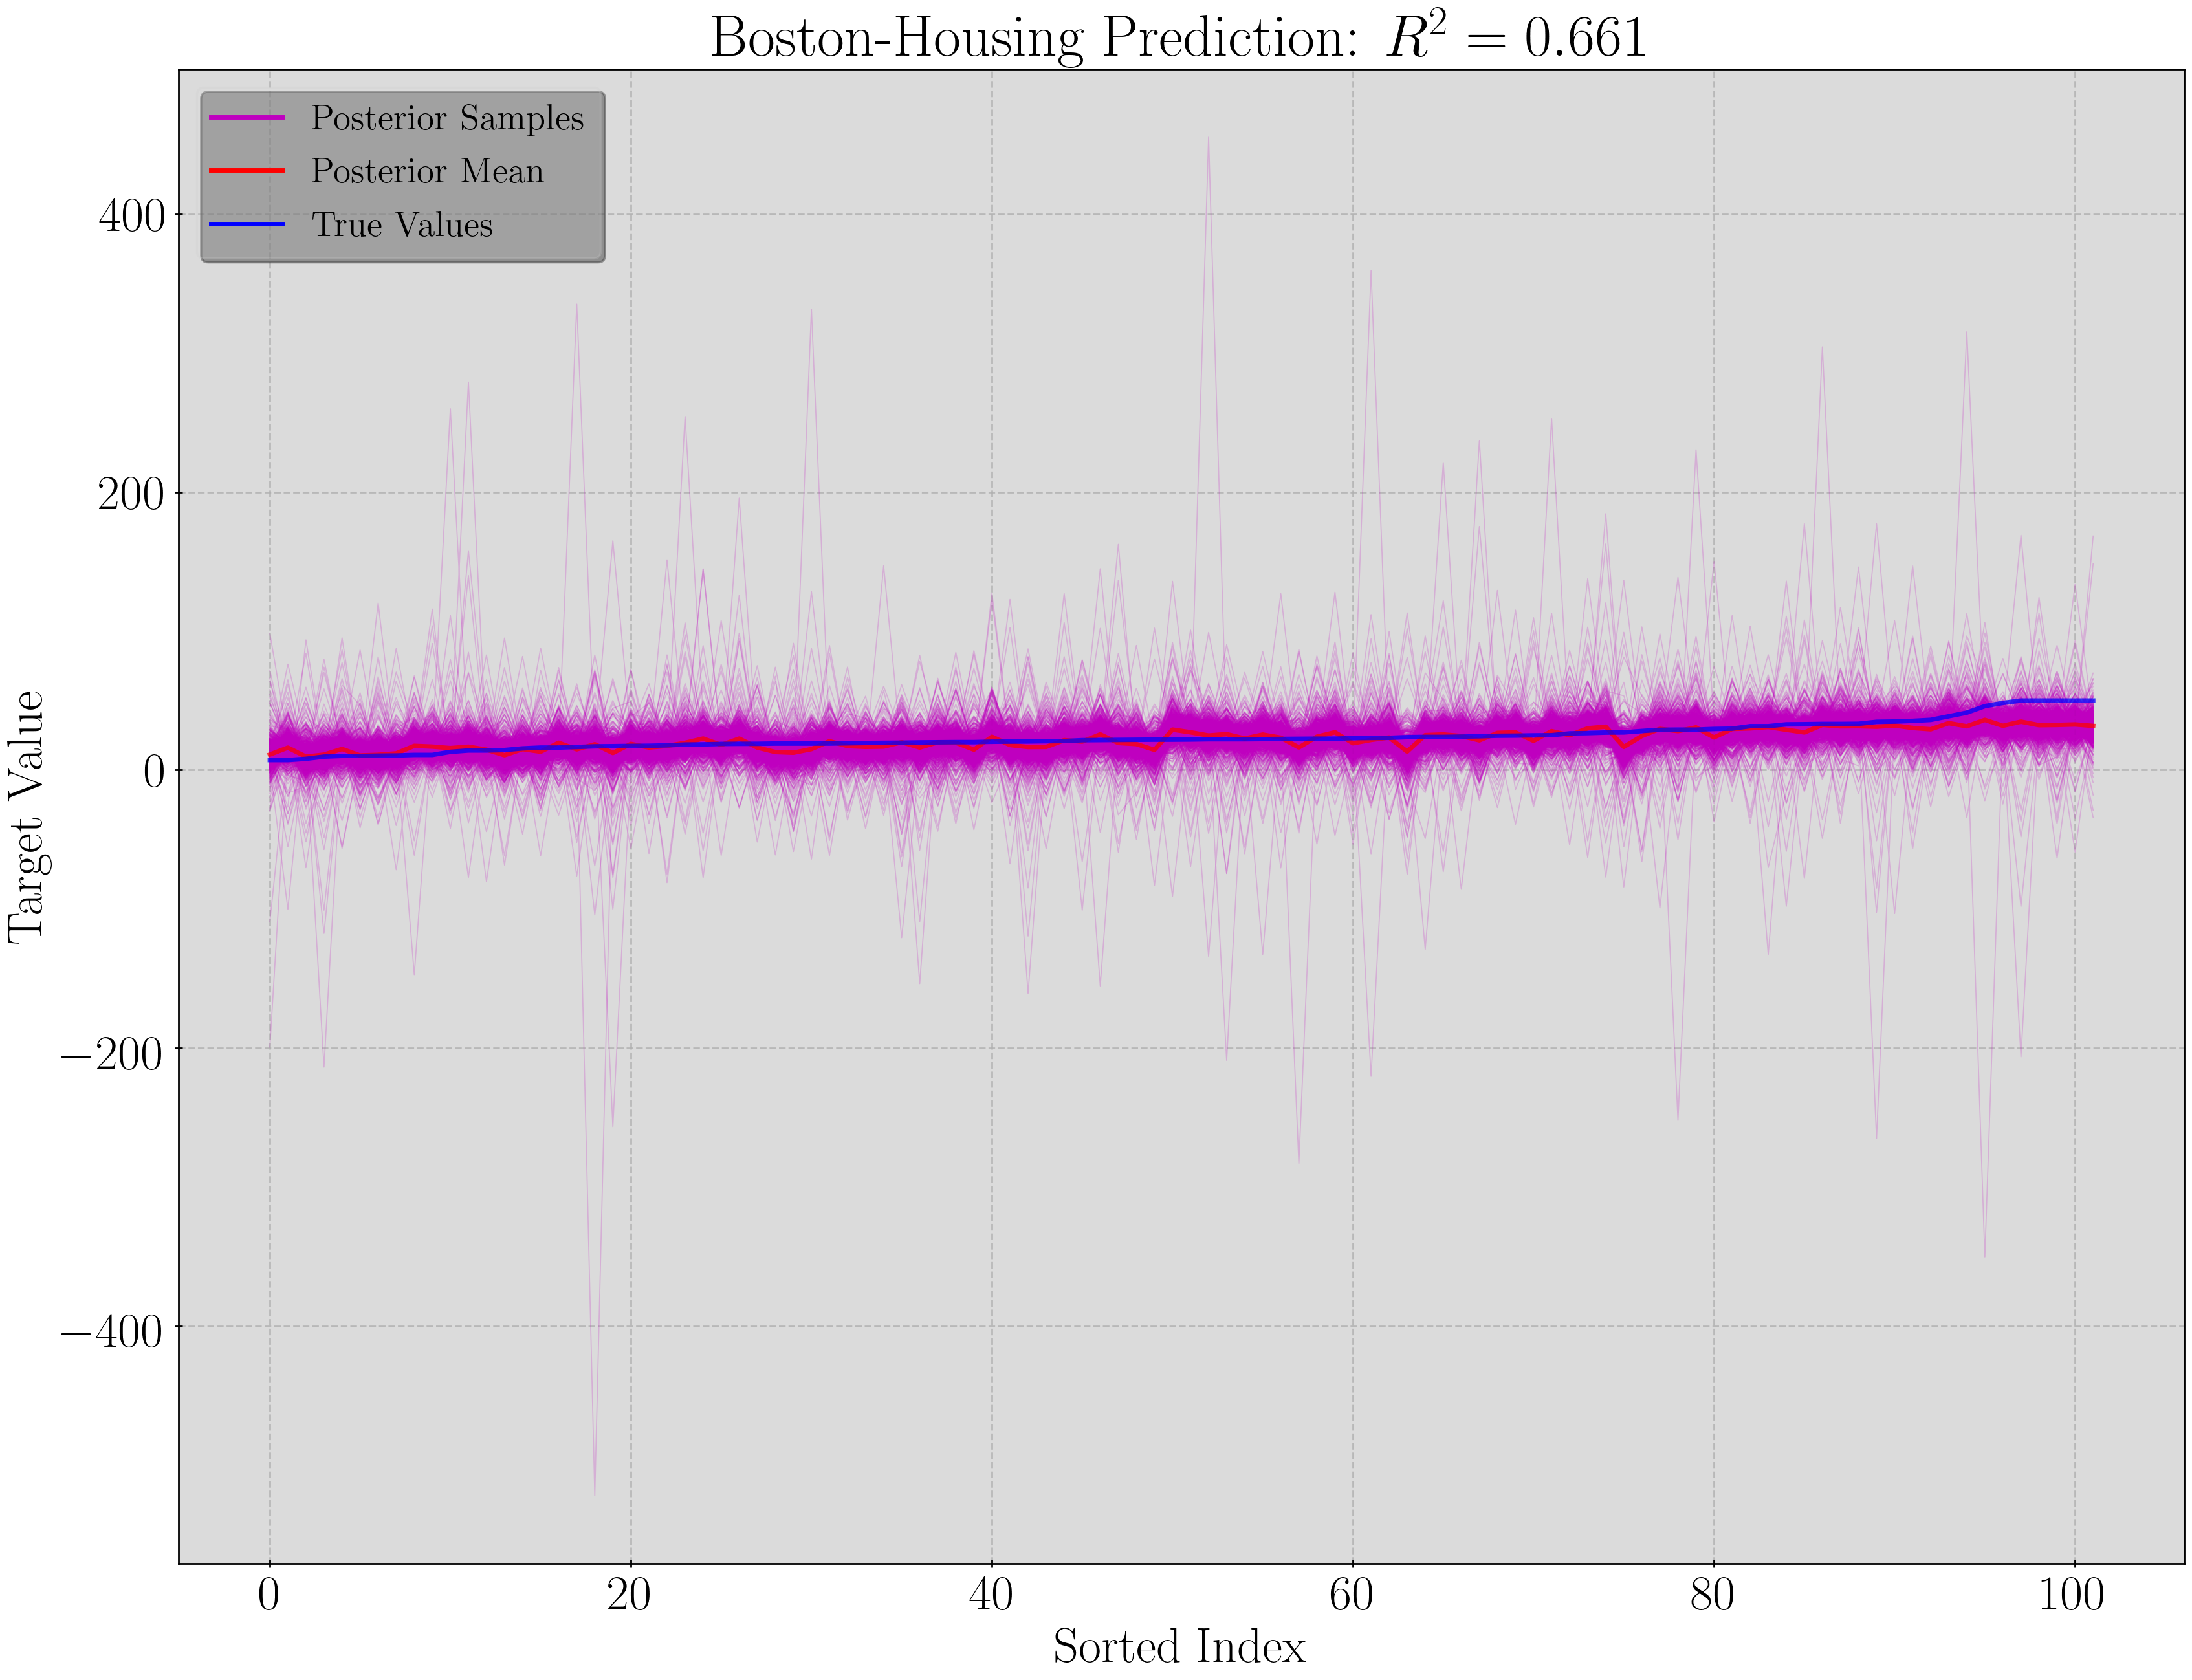 Boston-Housing Prediction: R² = 0.661
Posterior Samples
Posterior Mean
True Values
Target Value
400
200
0
−200
−400
0 20 40 60 80 100
Sorted Index